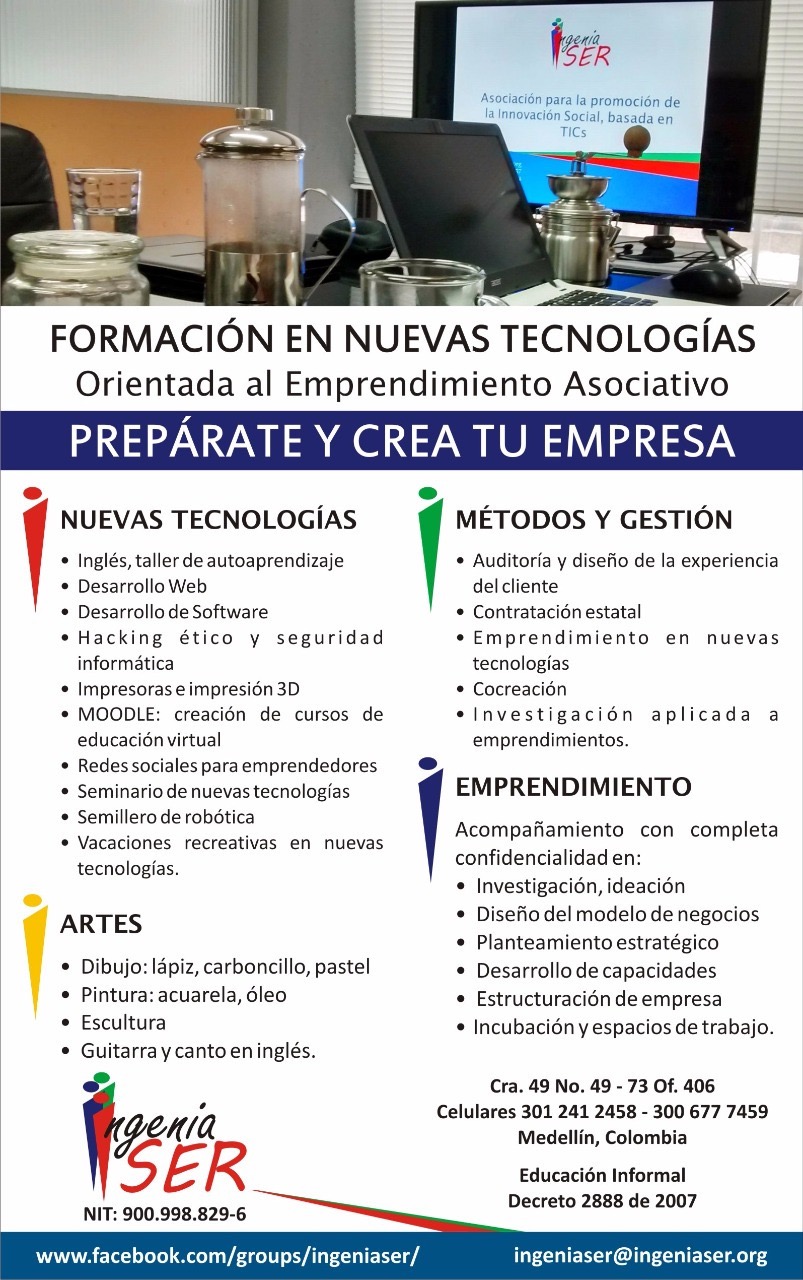 Ingenia
SER
Asociación para la promoción de
la Innovación Social, basada en
TICs
FORMACIÓN EN NUEVAS TECNOLOGÍAS
Orientada al Emprendimiento Asociativo
PREPÁRATE Y CREA TU EMPRESA
NUEVAS TECNOLOGÍAS
• Inglés, taller de autoaprendizaje
• Desarrollo Web
• Desarrollo de Software
• Hacking ético y seguridad
informática
• Impresoras e impresión 3D
• MOODLE: creación de cursos de
educación virtual
• Redes sociales para emprendedores
• Seminario de nuevas tecnologías
• Semillero de robótica
• Vacaciones recreativas en nuevas
tecnologías.
ARTES
• Dibujo: lápiz, carboncillo, pastel
• Pintura: acuarela, óleo
• Escultura
• Guitarra y canto en inglés.
MÉTODOS Y GESTIÓN
• Auditoría y diseño de la experiencia
del cliente
• Contratación estatal
• Emprendimiento en nuevas
tecnologías
• Cocreación
• Investigación aplicada a
emprendimientos.
EMPRENDIMIENTO
Acompañamiento con completa
confidencialidad en:
• Investigación, ideación
• Diseño del modelo de negocios
• Planteamiento estratégico
• Desarrollo de capacidades
• Estructuración de empresa
• Incubación y espacios de trabajo.
Ingenia
SER
NIT: 900.998.829-6
Cra. 49 No. 49 - 73 Of. 406
Celulares 301 241 2458 - 300 677 7459
Medellín, Colombia
Educación Informal
Decreto 2888 de 2007
www.facebook.com/groups/ingeniaser/
ingeniaser@ingeniaser.org